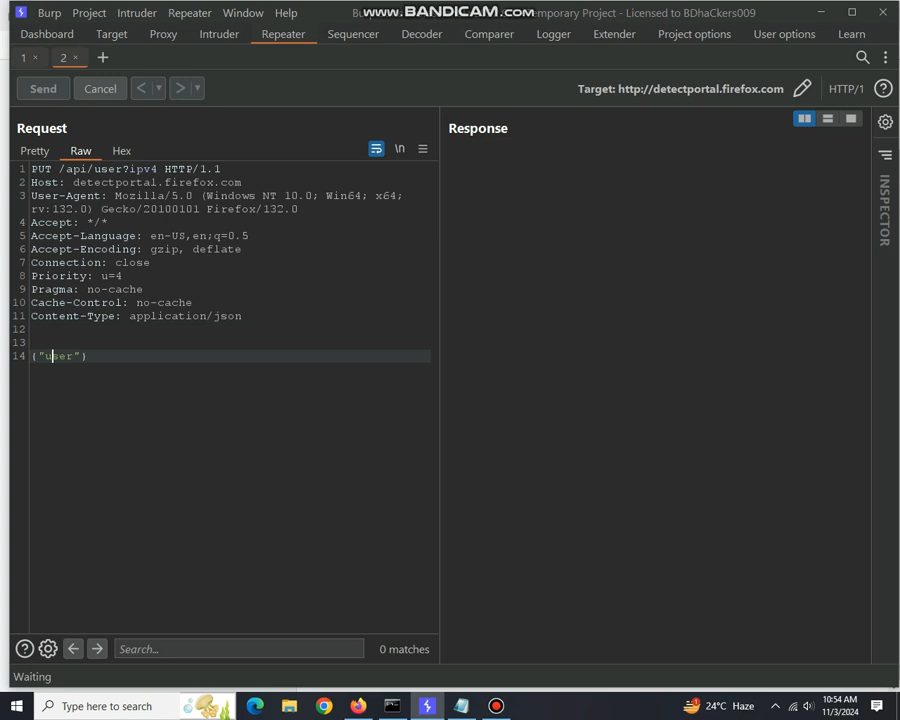 Burp Project Intruder Repeater Window Help Bu www.BANDICAM.com emporary Project - Licensed to BDhaCkers009
Dashboard Target Proxy Intruder Repeater Sequencer Decoder Comparer Logger Extender Project options User options Learn
1 × 2 × +
Send Cancel < > Target: http://detectportal.firefox.com HTTP/1 ?
Request
Response
Pretty Raw Hex \n
1 PUT /api/user?ipv4 HTTP/1.1
2 Host: detectportal.firefox.com
3 User-Agent: Mozilla/5.0 (Windows NT 10.0; Win64; x64;
rv:132.0) Gecko/20100101 Firefox/132.0
4 Accept: */*
5 Accept-Language: en-US,en;q=0.5
6 Accept-Encoding: gzip, deflate
7 Connection: close
8 Priority: u=4
9 Pragma: no-cache
10 Cache-Control: no-cache
11 Content-Type: application/json
12
13
14 {"user"}
INSPECTOR
? Search... 0 matches
Waiting
Type here to search 24°C Haze 10:54 AM
11/3/2024